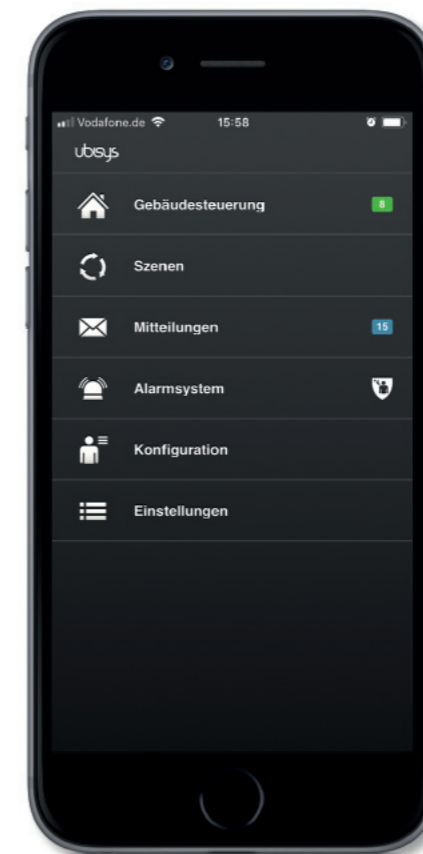 Vodafone.de 15:58
ubisys
Gebäudesteuerung 8
Szenen
Mitteilungen 15
Alarmsystem
Konfiguration
Einstellungen